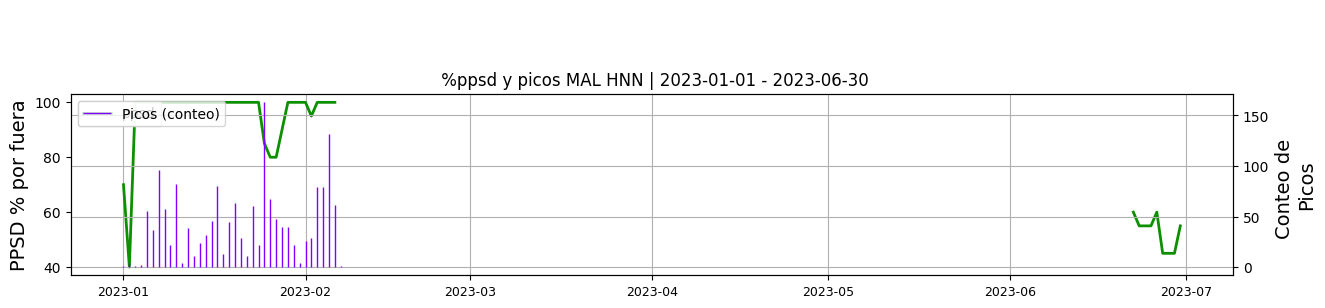 %ppsd y picos MAL HNN | 2023-01-01 - 2023-06-30
PPSD % por fuera
100
80
60
40
Picos (conteo)
150
100
50
0
Conteo de
Picos
2023-01 2023-02 2023-03 2023-04 2023-05 2023-06 2023-07